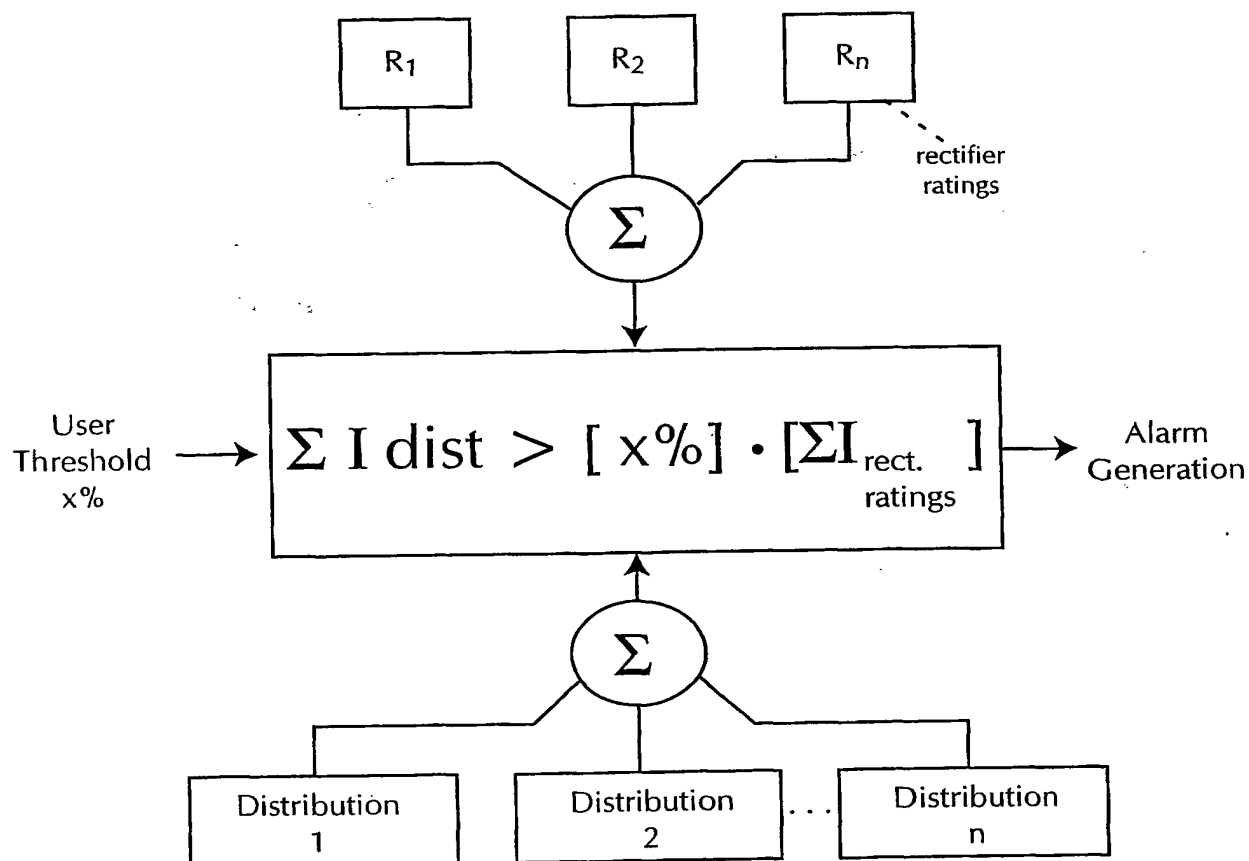 R1 R2 Rn
rectifier
ratings
Σ
User
Threshold
x%
Σ I dist > [ x%] · [ΣI rect. ratings ]
Alarm
Generation
Σ
Distribution
1
Distribution
2
. . .
Distribution
n